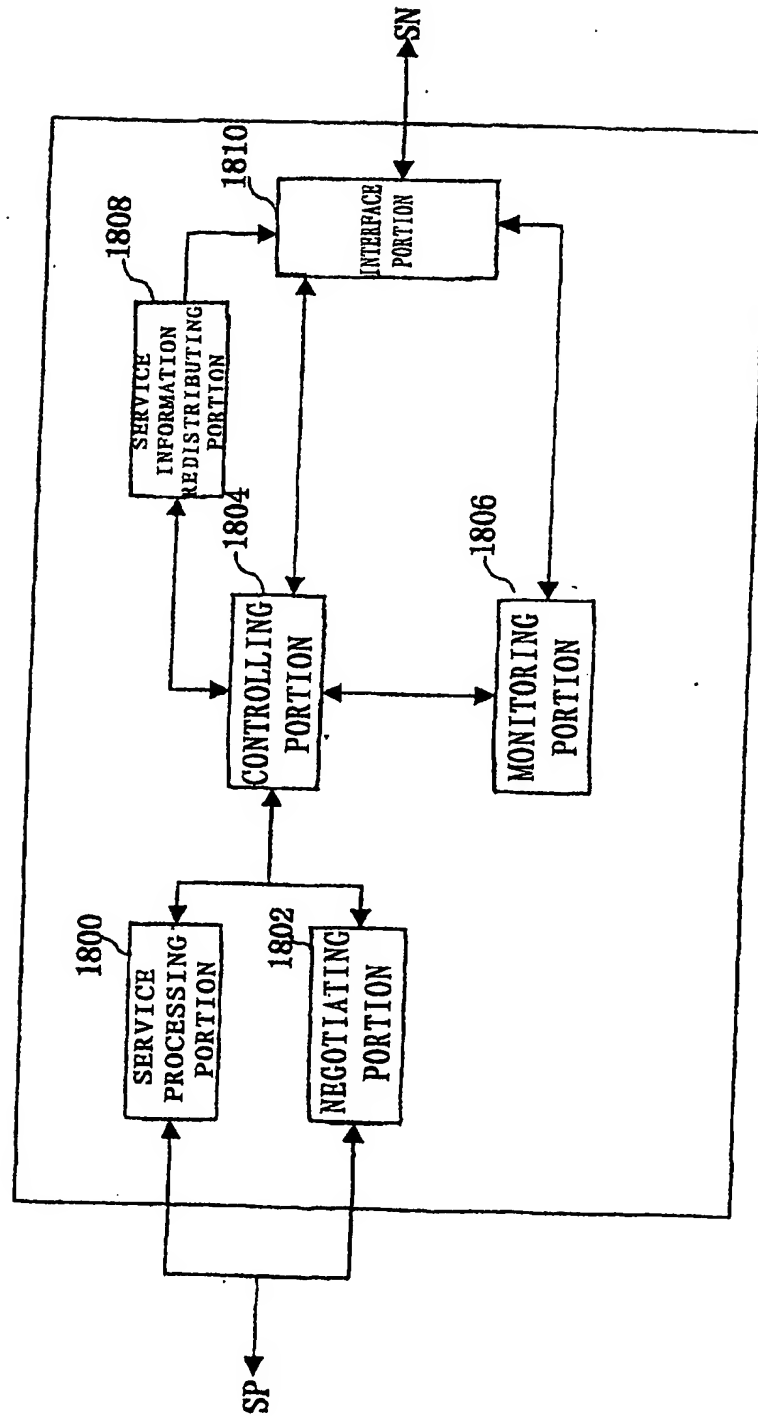 SP
1800
SERVICE
PROCESSING
PORTION
1802
NEGOTIATING
PORTION
1804
CONTROLLING
PORTION
1806
MONITORING
PORTION
1808
SERVICE
INFORMATION
REDISTRIBUTING
PORTION
1810
INTERFACE
PORTION
SN